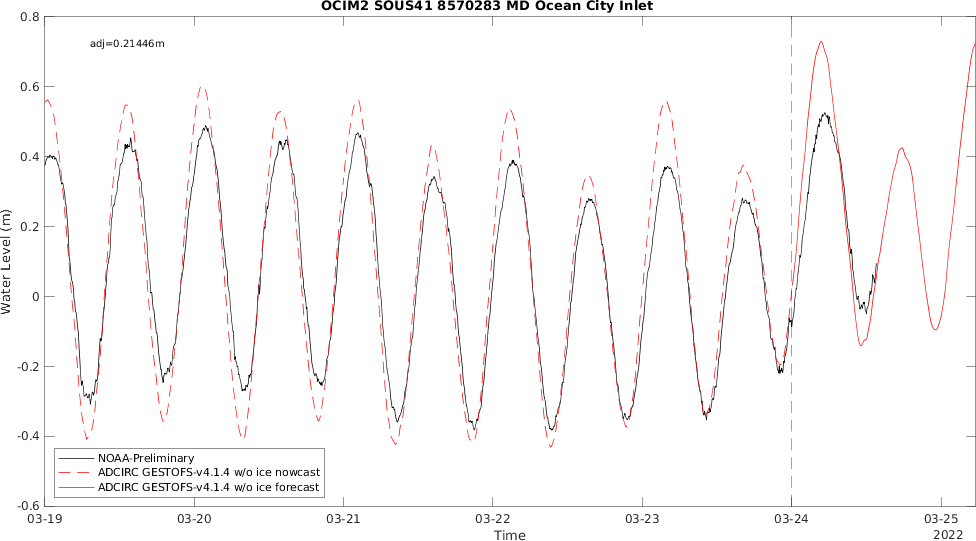 OCIM2 SOUS41 8570283 MD Ocean City Inlet
adj=0.21446m
Water Level (m)
0.8
0.6
0.4
0.2
0
-0.2
-0.4
-0.6
NOAA-Preliminary
ADCIRC GESTOFS-v4.1.4 w/o ice nowcast
ADCIRC GESTOFS-v4.1.4 w/o ice forecast
03-19 03-20 03-21 03-22 03-23 03-24 03-25
Time
2022